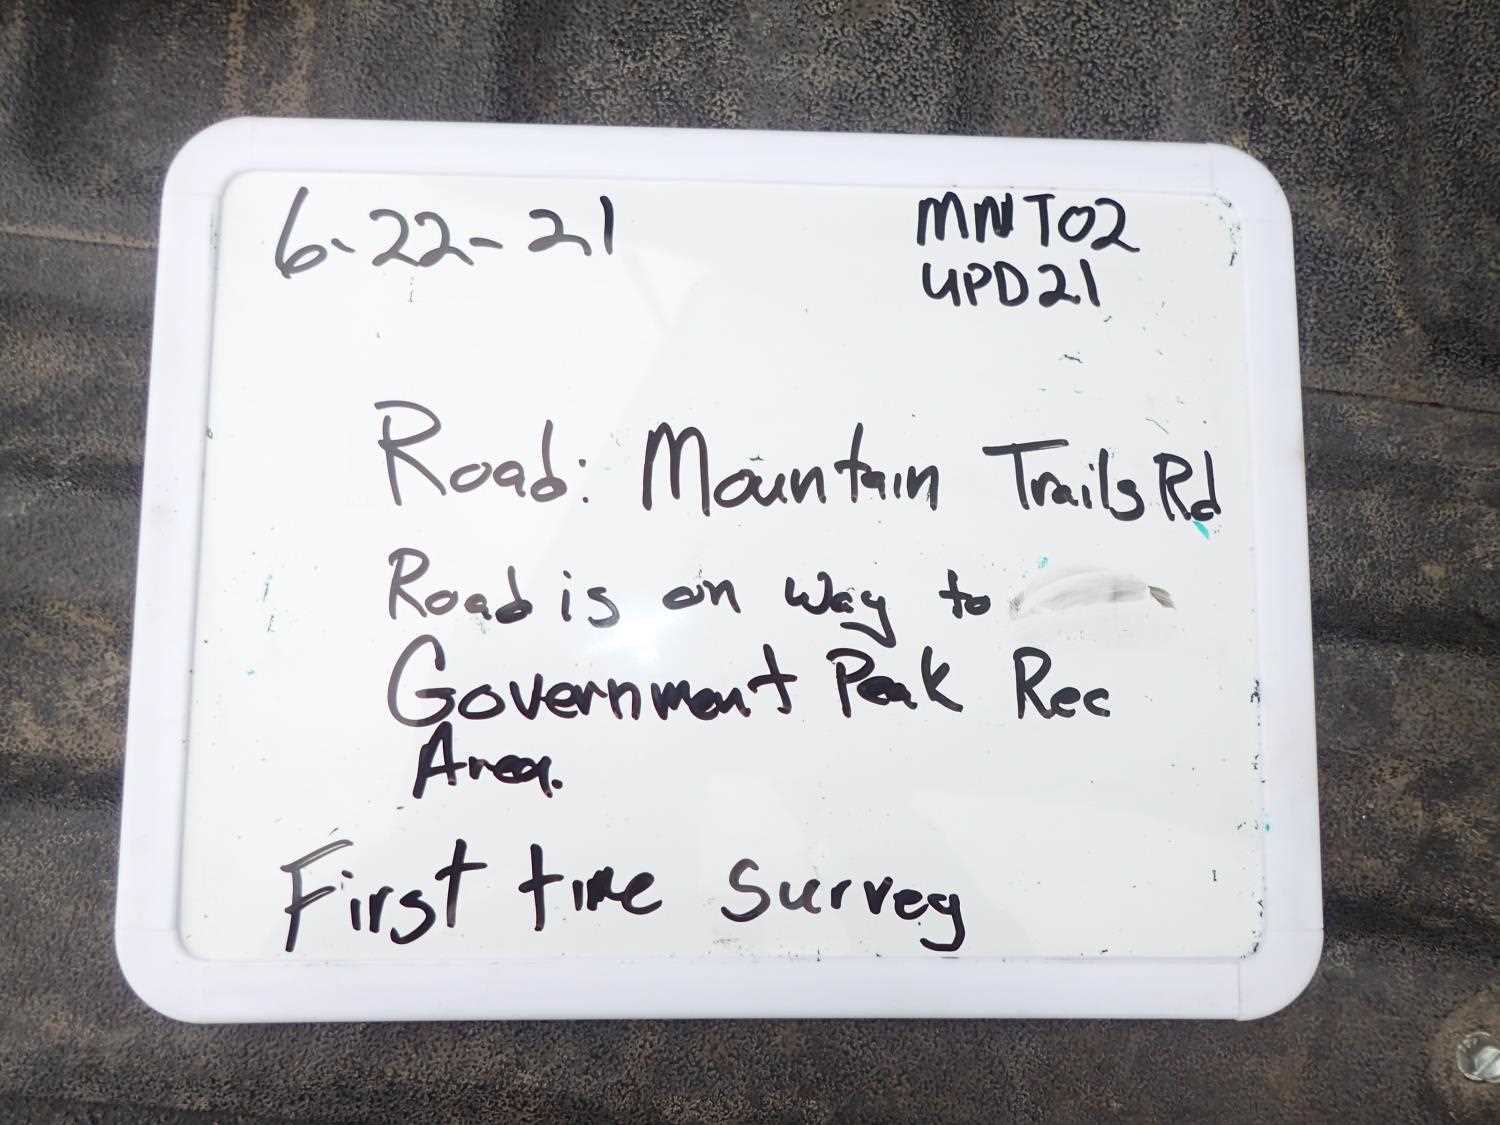 6-22-21
MNT02
UPD21
Road: Mountain Trails Rd
Road is on way to
Government Peak Rec
Area.
First time survey